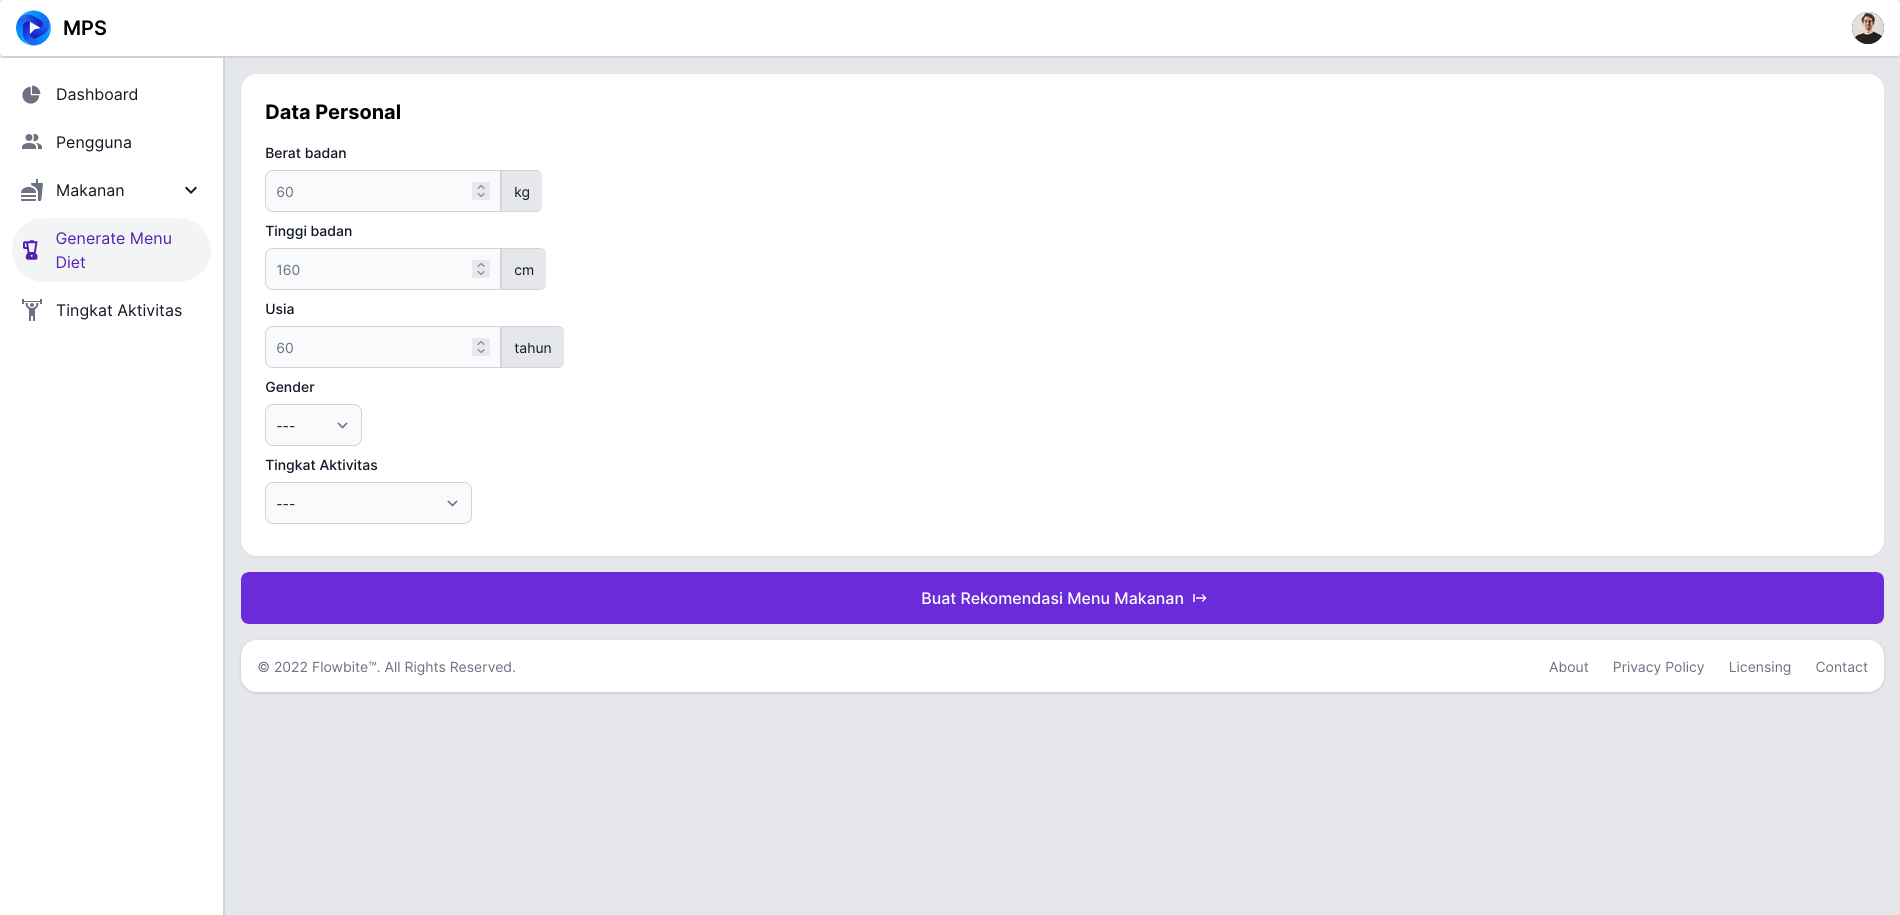 MPS
Dashboard
Pengguna
Makanan
Generate Menu
Diet
Tingkat Aktivitas
Data Personal
Berat badan
60
kg
Tinggi badan
160
cm
Usia
60
tahun
Gender
---
Tingkat Aktivitas
---
Buat Rekomendasi Menu Makanan
© 2022 Flowbite™. All Rights Reserved.
About
Privacy Policy
Licensing
Contact